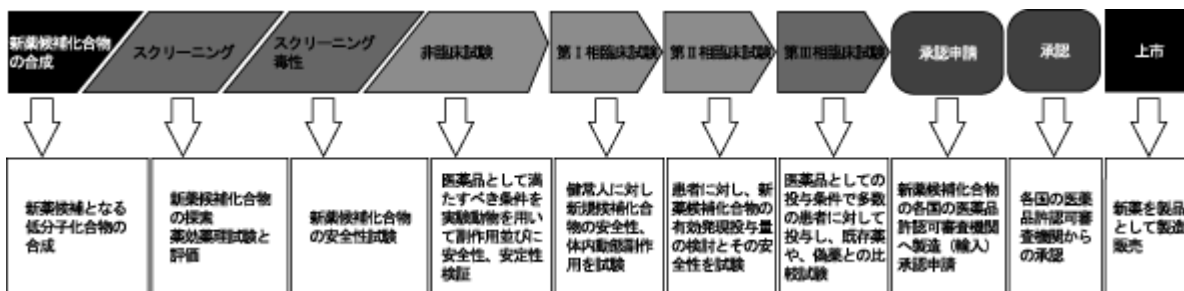 新薬候補化合物
の合成
スクリーニング
スクリーニング
毒性
非臨床試験
第Ⅰ相臨床試験
第Ⅱ相臨床試験
第Ⅲ相臨床試験
承認申請
承認
上市
新薬候補となる
低分子化合物の
合成
新薬候補化合物
の探素
薬効薬理試験と
評価
新薬候補化合物
の安全性試験
医薬品として満
たすべき条件を
実験動物を用い
て副作用並びに
安全性、安定性
検証
健常人に対し
新規候補化合
物の安全性、
体内動態副作
用を試験
患者に対し、新
薬候補化合物の
有効発現投与量
の検討とその安
全性を試験
医薬品としての
投与条件で多数
の患者に対して
投与し、既存薬
や、偽薬との比
較試験
新薬候補化合物
の各国の医薬品
許認可審査機関
へ製造（輸入）
承認申請
各国の医薬
品許認可審
査機関から
の承認
新薬を製品
として製造
販売